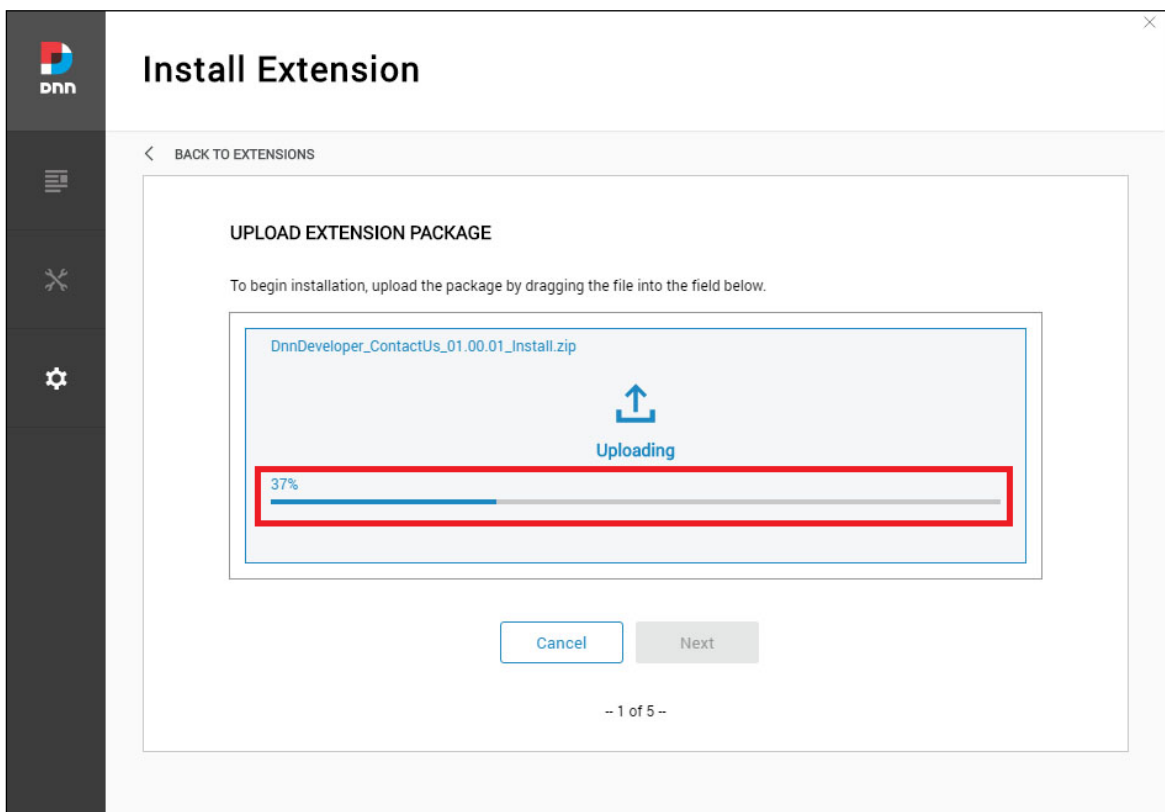 Dnn
Install Extension
BACK TO EXTENSIONS
UPLOAD EXTENSION PACKAGE
To begin installation, upload the package by dragging the file into the field below.
DnnDeveloper_ContactUs_01.00.01_Install.zip
Uploading
37%
Cancel Next
-- 1 of 5 --